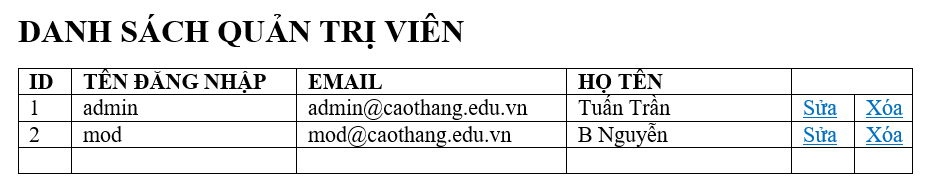 DANH SÁCH QUẢN TRỊ VIÊN
ID TÊN ĐĂNG NHẬP EMAIL HỌ TÊN
1 admin admin@caothang.edu.vn Tuấn Trần Sửa Xóa
2 mod mod@caothang.edu.vn B Nguyễn Sửa Xóa